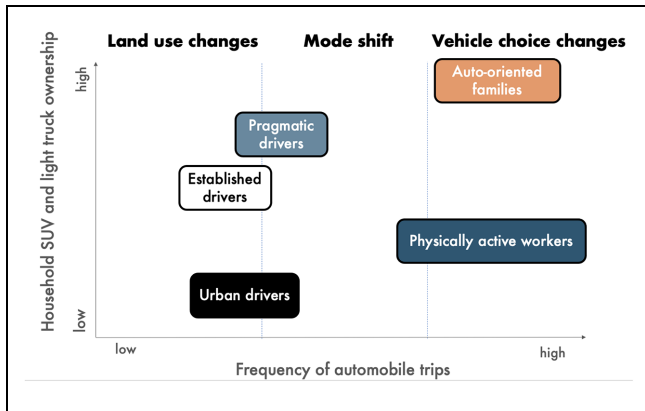 Land use changes
Mode shift
Vehicle choice changes
Household SUV and light truck ownership
high
low
Auto-oriented
families
Pragmatic
drivers
Established
drivers
Physically active workers
Urban drivers
low
high
Frequency of automobile trips